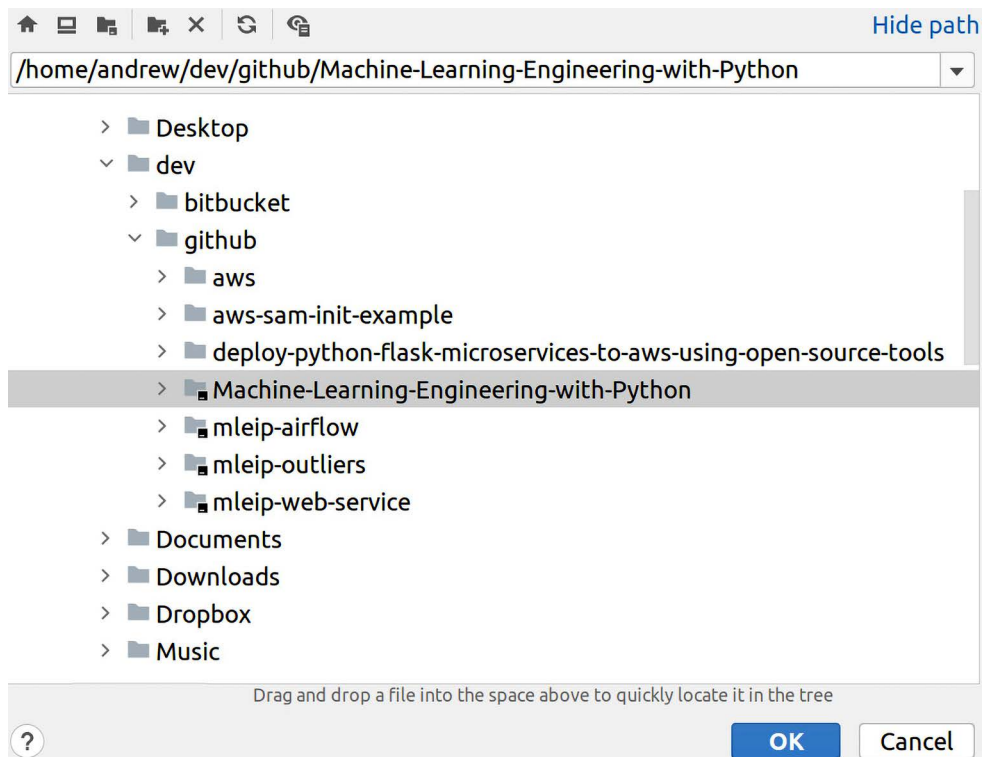 Hide path
/home/andrew/dev/github/Machine-Learning-Engineering-with-Python
Desktop
dev
bitbucket
github
aws
aws-sam-init-example
deploy-python-flask-microservices-to-aws-using-open-source-tools
Machine-Learning-Engineering-with-Python
mleip-airflow
mleip-outliers
mleip-web-service
Documents
Downloads
Dropbox
Music
Drag and drop a file into the space above to quickly locate it in the tree
? OK Cancel